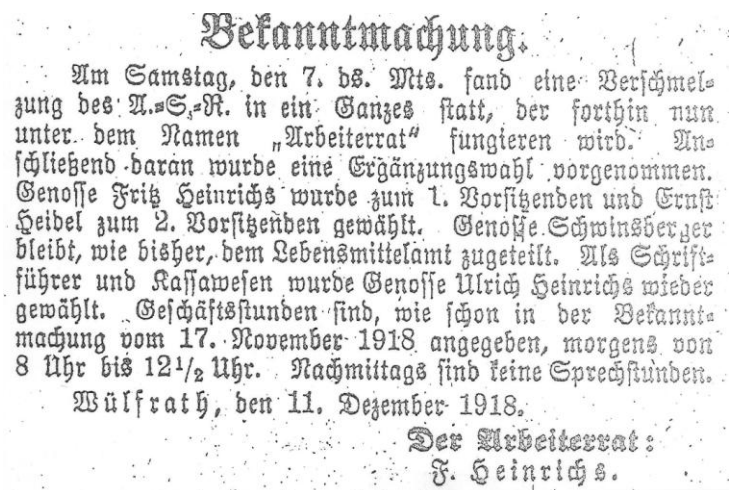 Bekanntmachung.
Am Samstag, den 7. ds. Mts. fand eine Verschmel-
zung des A.-S.-R. in ein Ganzes statt, der forthin nun
unter dem Namen „Arbeiterrat“ fungieren wird. An-
schließend daran wurde eine Ergänzungswahl vorgenommen.
Genosse Fritz Heinrichs wurde zum 1. Vorsitzenden und Ernst
Heidel zum 2. Vorsitzenden gewählt. Genosse Schwinsberger
bleibt, wie bisher, dem Lebensmittelamt zugeteilt. Als Schrift-
führer und Kassawesen wurde Genosse Ulrich Heinrichs wieder
gewählt. Geschäftsstunden sind, wie schon in der Bekannt-
machung vom 17. November 1918 angegeben, morgens von
8 Uhr bis 12½ Uhr. Nachmittags sind keine Sprechstunden.
Wülfrath, den 11. Dezember 1918.
Der Arbeiterrat:
F. Heinrichs.